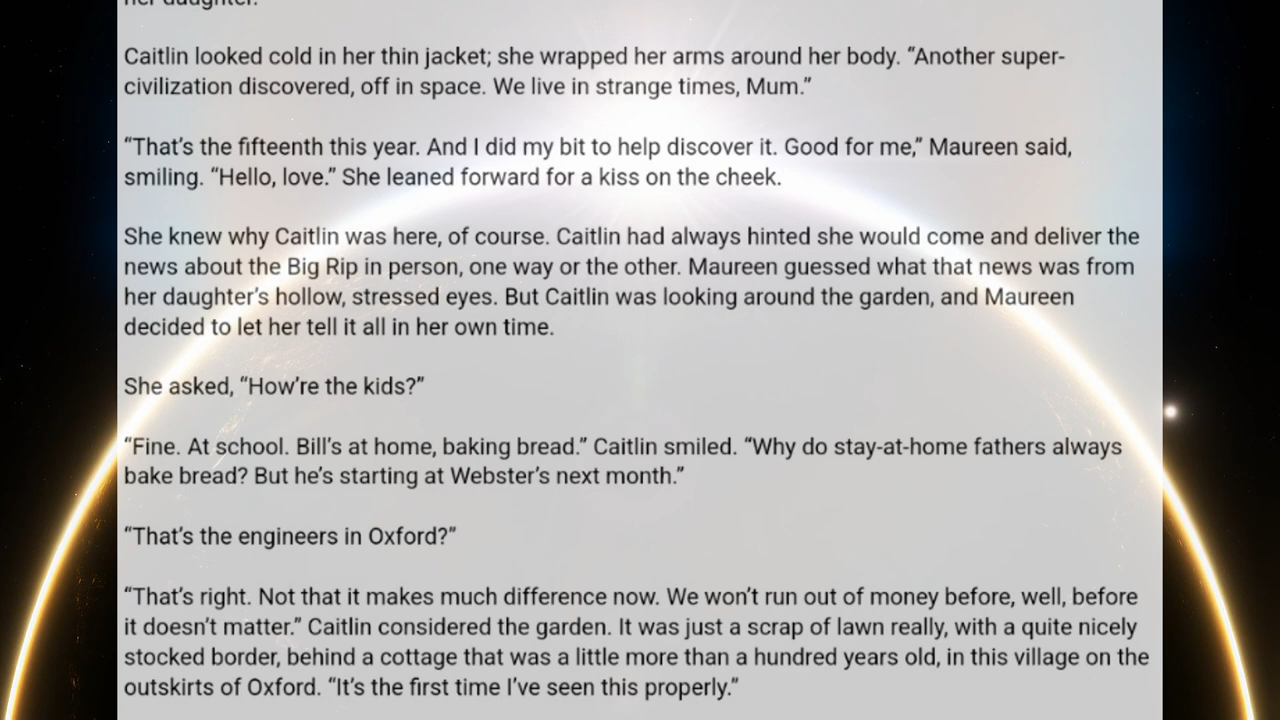 her daughter.
Caitlin looked cold in her thin jacket; she wrapped her arms around her body. “Another super-
civilization discovered, off in space. We live in strange times, Mum.”
“That’s the fifteenth this year. And I did my bit to help discover it. Good for me,” Maureen said,
smiling. “Hello, love.” She leaned forward for a kiss on the cheek.
She knew why Caitlin was here, of course. Caitlin had always hinted she would come and deliver the
news about the Big Rip in person, one way or the other. Maureen guessed what that news was from
her daughter’s hollow, stressed eyes. But Caitlin was looking around the garden, and Maureen
decided to let her tell it all in her own time.
She asked, “How’re the kids?”
“Fine. At school. Bill’s at home, baking bread.” Caitlin smiled. “Why do stay-at-home fathers always
bake bread? But he’s starting at Webster’s next month.”
“That’s the engineers in Oxford?”
“That’s right. Not that it makes much difference now. We won’t run out of money before, well, before
it doesn’t matter.” Caitlin considered the garden. It was just a scrap of lawn really, with a quite nicely
stocked border, behind a cottage that was a little more than a hundred years old, in this village on the
outskirts of Oxford. “It’s the first time I’ve seen this properly.”